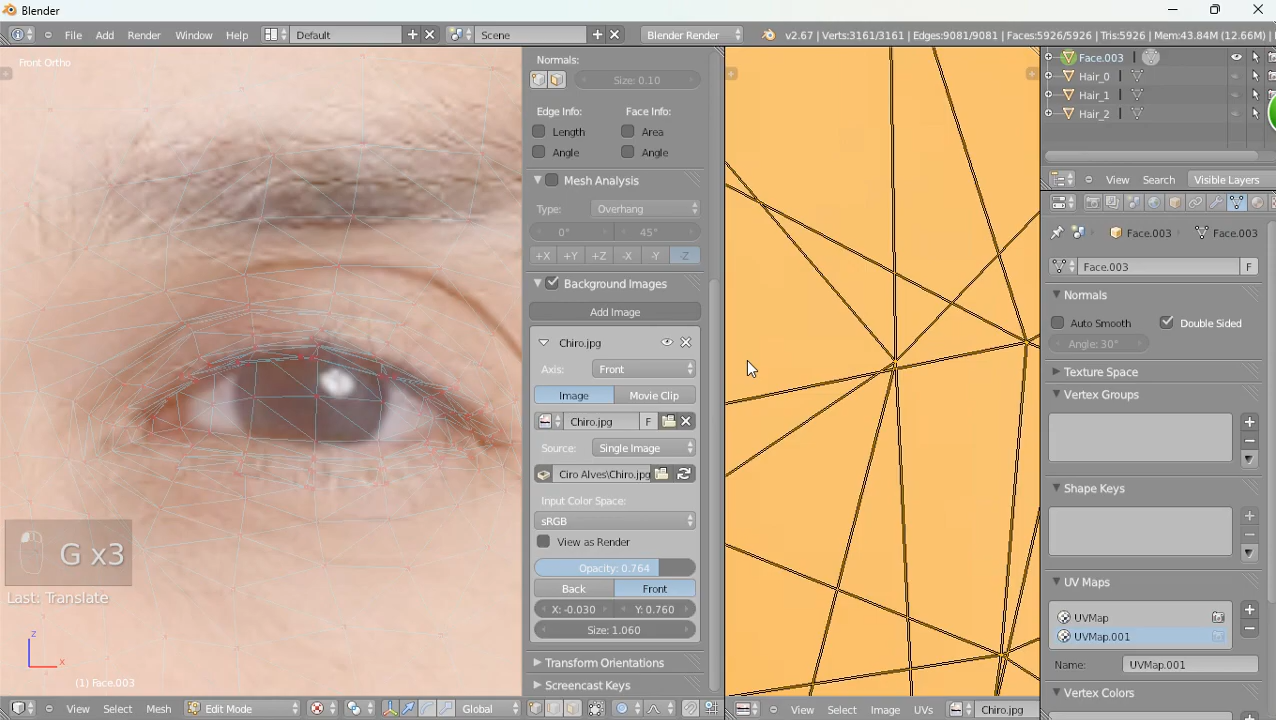 Blender
File Add Render Window Help Default Scene Blender Render v2.67 | Verts:3161/3161 | Edges:9081/9081 | Faces:5926/5926 | Tris:5926 | Mem:43.84M (12.66M)
Front Ortho
G x3
Last: Translate
z
x
(1) Face.003
View Select Mesh Edit Mode Global
Normals:
Size: 0.10
Edge Info: Face Info:
Length Area
Angle Angle
Mesh Analysis
Type: Overhang
0° 45°
+X +Y +Z -X -Y -Z
Background Images
Add Image
Chiro.jpg
Axis: Front
Image Movie Clip
Chiro.jpg F
Source: Single Image
Ciro Alves\Chiro.jpg
Input Color Space:
sRGB
View as Render
Opacity: 0.764
Back Front
X: -0.030 Y: 0.760
Size: 1.060
Transform Orientations
Screencast Keys
View Select Image UVs Chiro.jpg
Face.003
Hair_0
Hair_1
Hair_2
View Search Visible Layers
Face.003 Face.003
Face.003 F
Normals
Auto Smooth Double Sided
Angle: 30°
Texture Space
Vertex Groups
Shape Keys
UV Maps
UVMap
UVMap.001
Name: UVMap.001
Vertex Colors